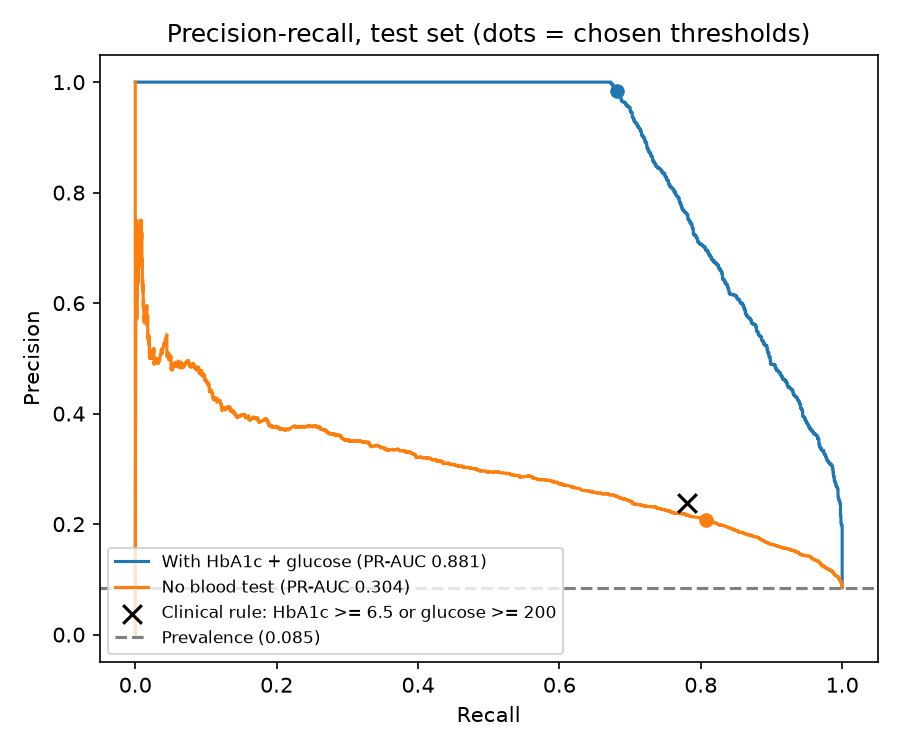 Precision-recall, test set (dots = chosen thresholds)
Precision
1.0
0.8
0.6
0.4
0.2
0.0
With HbA1c + glucose (PR-AUC 0.881)
No blood test (PR-AUC 0.304)
Clinical rule: HbA1c >= 6.5 or glucose >= 200
Prevalence (0.085)
0.0 0.2 0.4 0.6 0.8 1.0
Recall